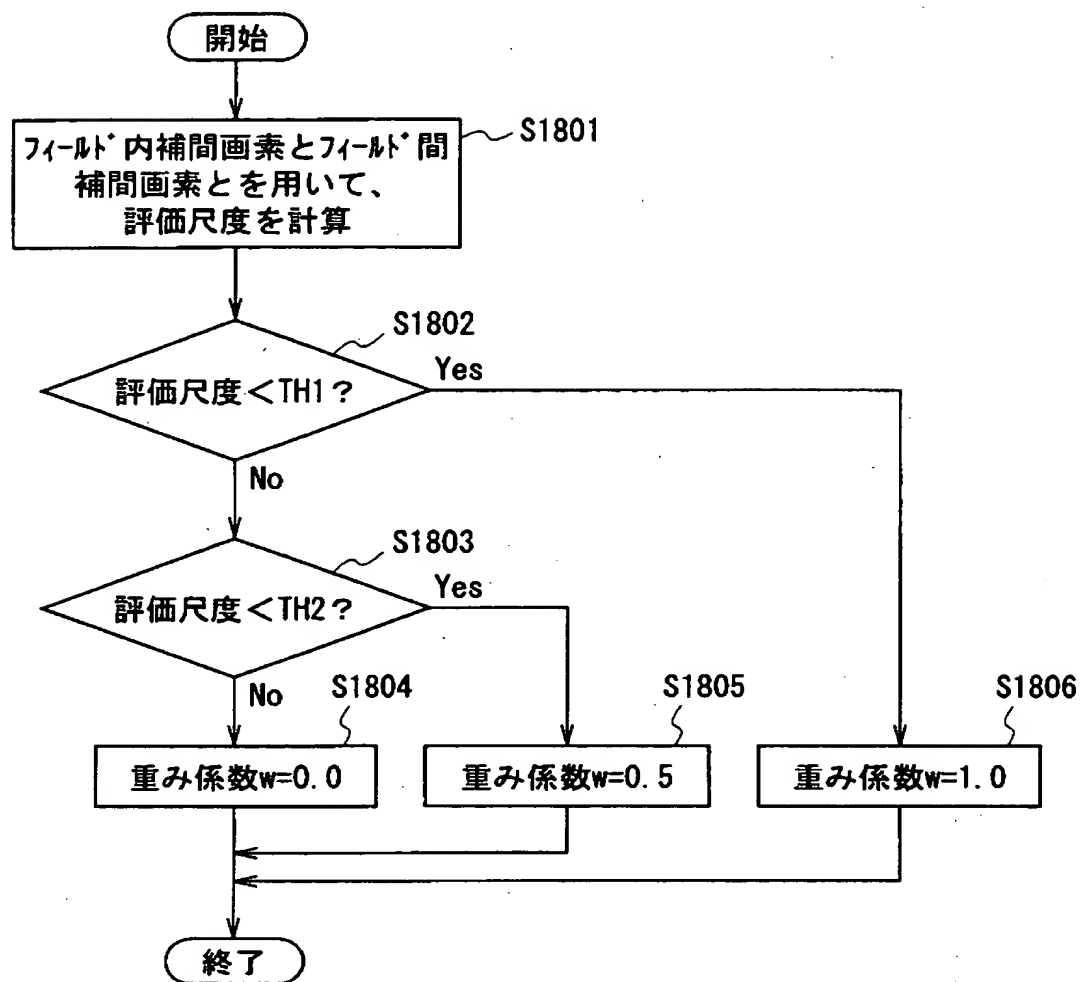 開始
S1801
ﾌｨｰﾙﾄﾞ内補間画素とﾌｨｰﾙﾄﾞ間
補間画素とを用いて、
評価尺度を計算
S1802
評価尺度＜TH1？
Yes
No
S1803
評価尺度＜TH2？
Yes
No
S1804
S1805
S1806
重み係数w=0.0
重み係数w=0.5
重み係数w=1.0
終了